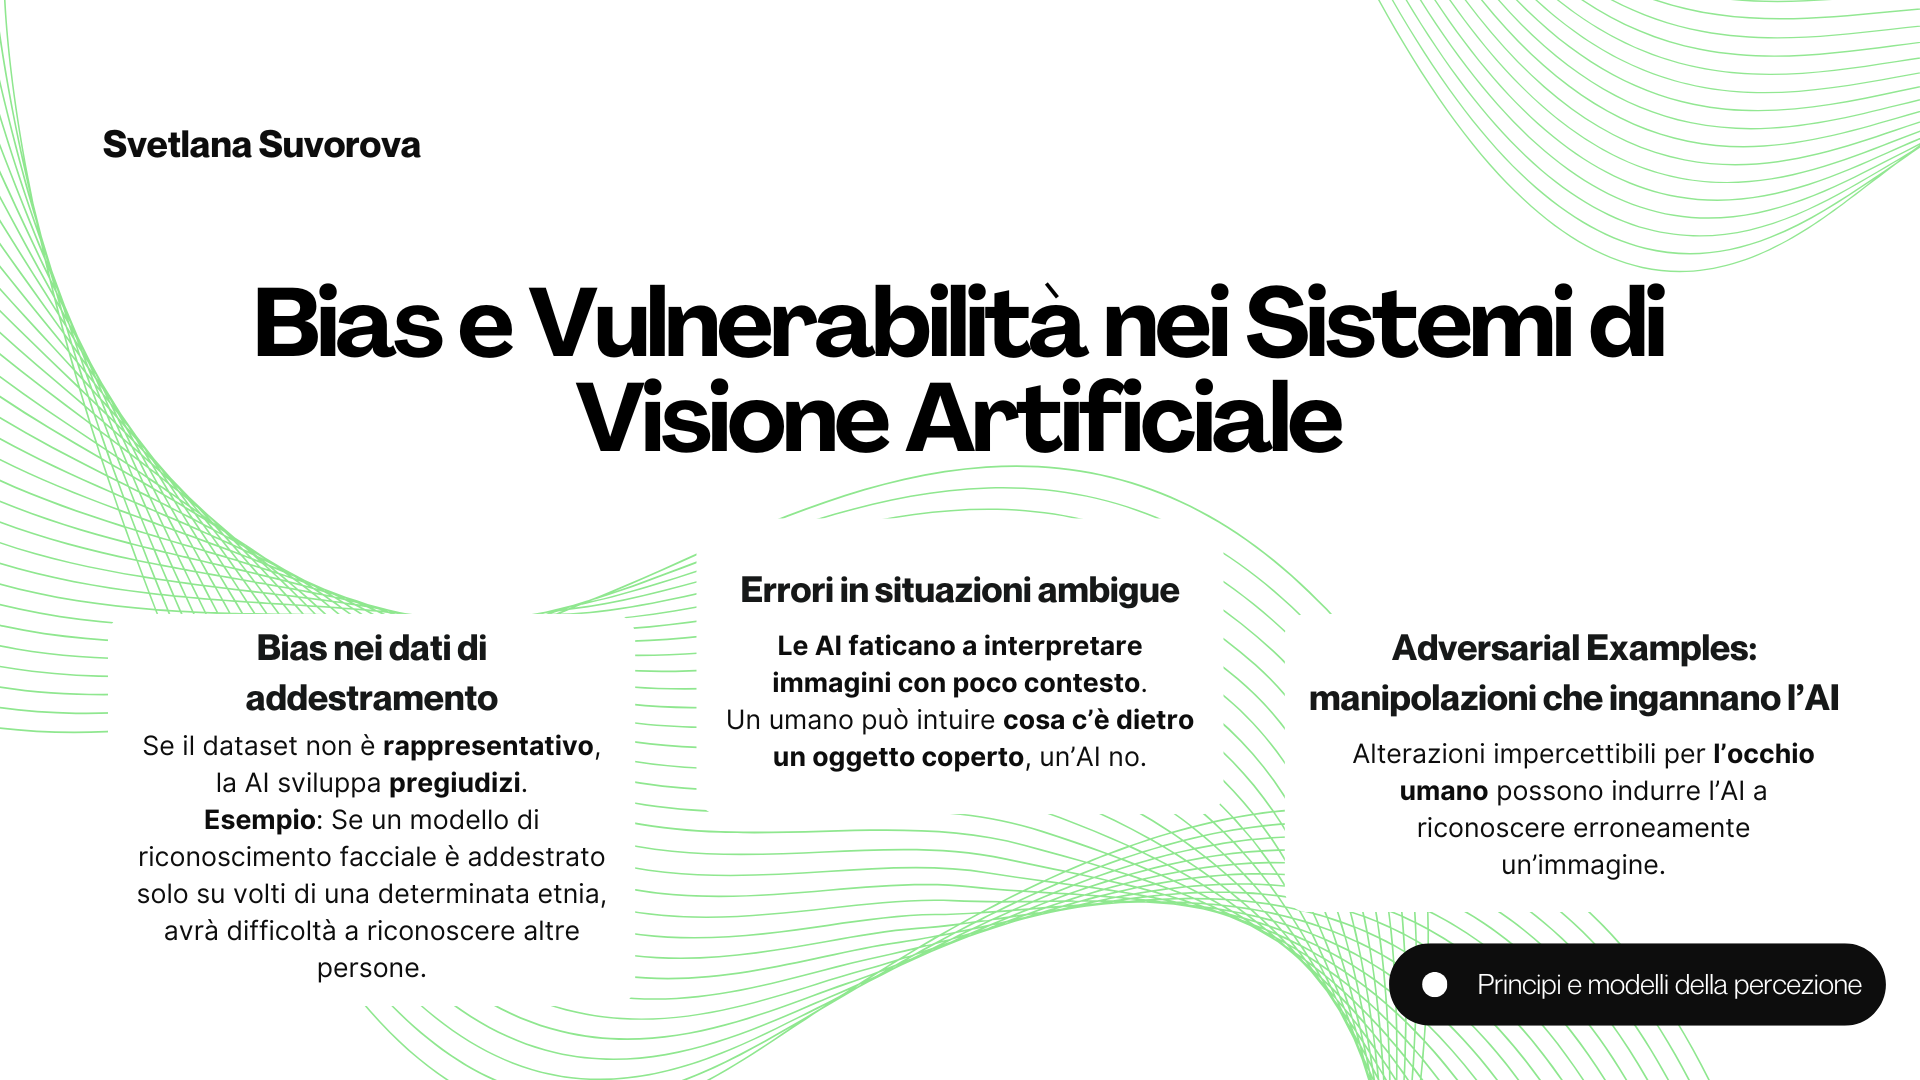 Svetlana Suvorova
Bias e Vulnerabilità nei Sistemi di
Visione Artificiale
Bias nei dati di
addestramento
Se il dataset non è rappresentativo,
la AI sviluppa pregiudizi.
Esempio: Se un modello di
riconoscimento facciale è addestrato
solo su volti di una determinata etnia,
avrà difficoltà a riconoscere altre
persone.
Errori in situazioni ambigue
Le AI faticano a interpretare
immagini con poco contesto.
Un umano può intuire cosa c’è dietro
un oggetto coperto, un’AI no.
Adversarial Examples:
manipolazioni che ingannano l’AI
Alterazioni impercettibili per l’occhio
umano possono indurre l’AI a
riconoscere erroneamente
un’immagine.
Principi e modelli della percezione